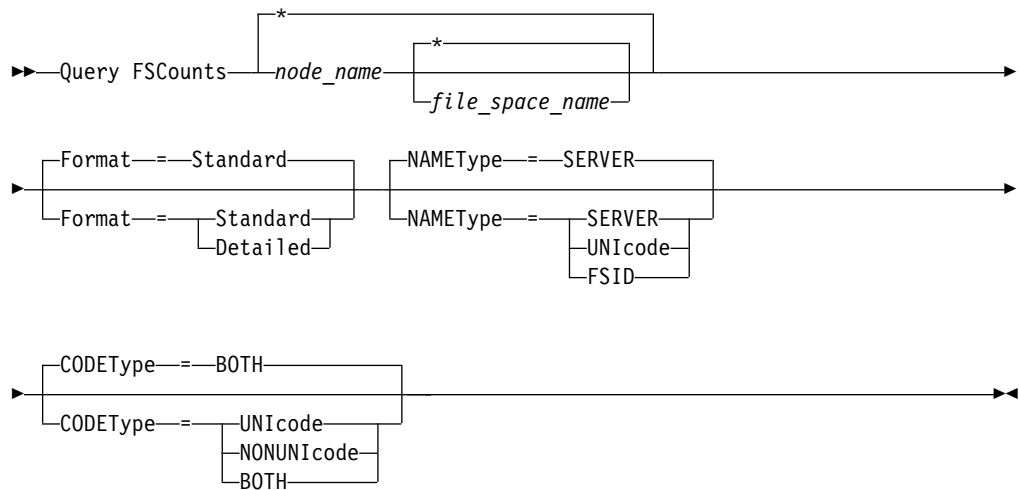 *
*
Query FSCounts node_name
file_space_name
Format = Standard NAMEType = SERVER
Format = Standard NAMEType = SERVER
Detailed UNIcode
FSID
CODEType = BOTH
CODEType = UNIcode
NONUNIcode
BOTH